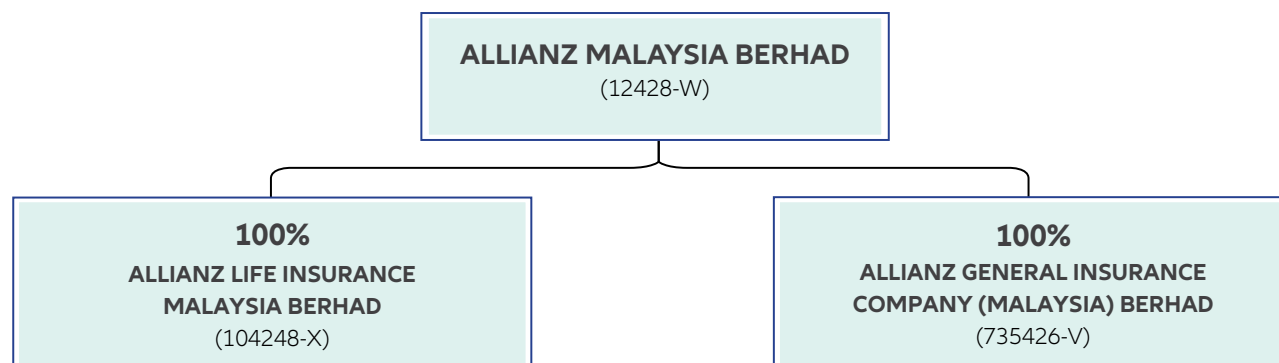 ALLIANZ MALAYSIA BERHAD
(12428-W)
100%
ALLIANZ LIFE INSURANCE
MALAYSIA BERHAD
(104248-X)
100%
ALLIANZ GENERAL INSURANCE
COMPANY (MALAYSIA) BERHAD
(735426-V)